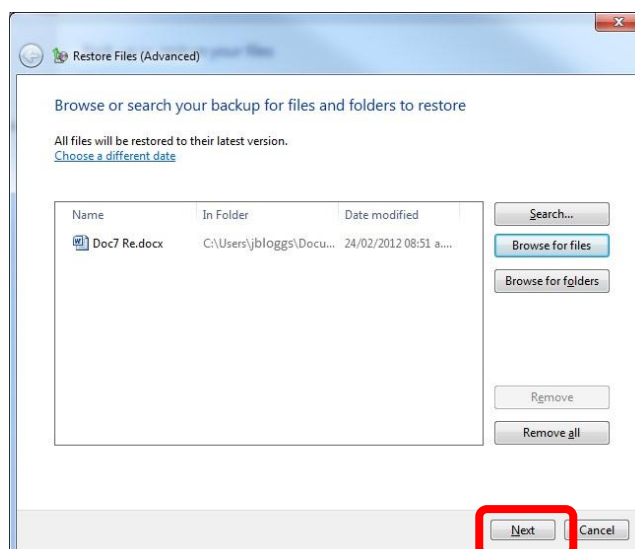 Restore Files (Advanced)
Browse or search your backup for files and folders to restore
All files will be restored to their latest version.
Choose a different date
Name In Folder Date modified
Doc7 Re.docx C:\Users\jbloggs\Docu... 24/02/2012 08:51 a....
Search...
Browse for files
Browse for folders
Remove
Remove all
Next Cancel